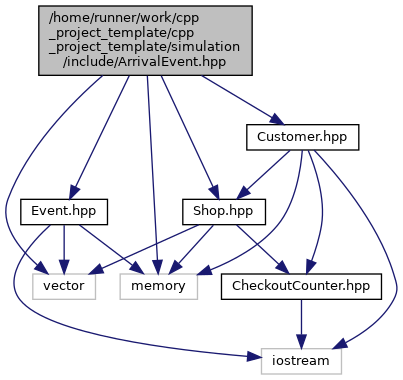 /home/runner/work/cpp
_project_template/cpp
_project_template/simulation
/include/ArrivalEvent.hpp
Customer.hpp
Event.hpp
Shop.hpp
vector
memory
CheckoutCounter.hpp
iostream